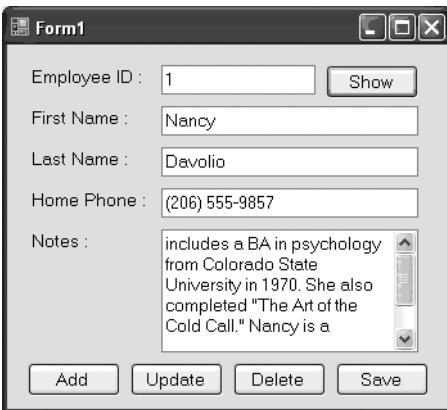 Form1
Employee ID : 1 Show
First Name : Nancy
Last Name : Davolio
Home Phone : (206) 555-9857
Notes : includes a BA in psychology
from Colorado State
University in 1970. She also
completed "The Art of the
Cold Call." Nancy is a
Add Update Delete Save